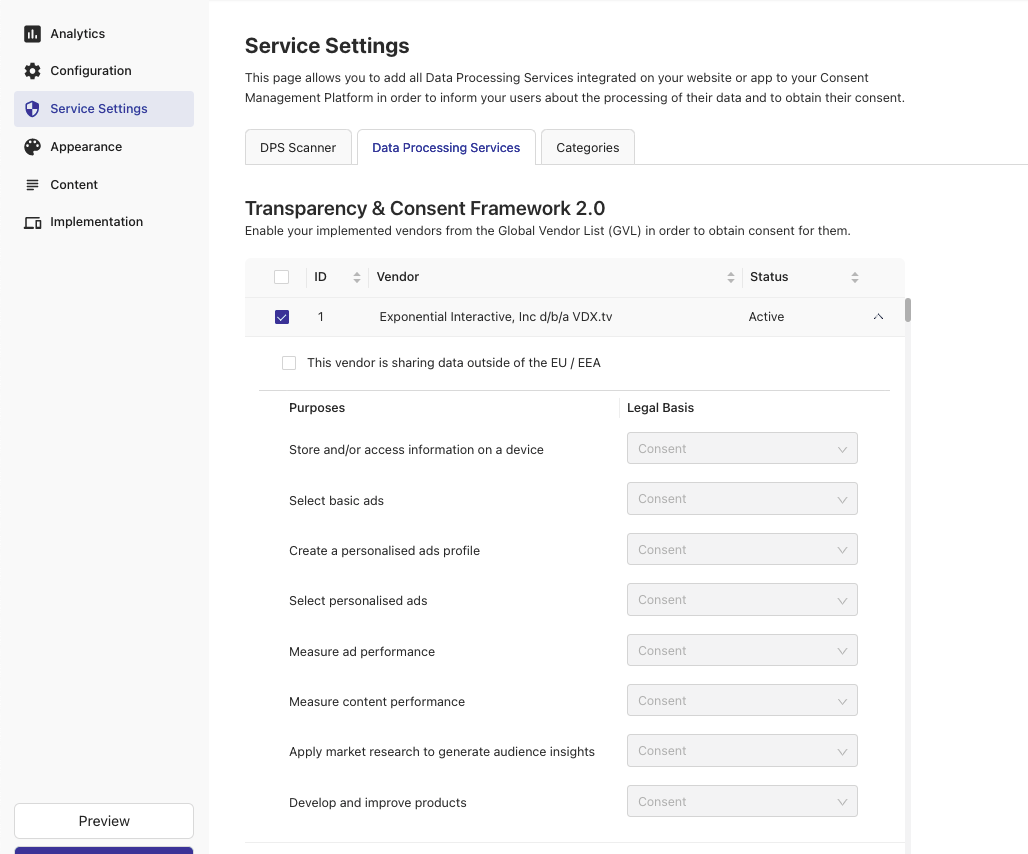 Analytics
Configuration
Service Settings
Appearance
Content
Implementation
Preview
Service Settings
This page allows you to add all Data Processing Services integrated on your website or app to your Consent
Management Platform in order to inform your users about the processing of their data and to obtain their consent.
DPS Scanner Data Processing Services Categories
Transparency & Consent Framework 2.0
Enable your implemented vendors from the Global Vendor List (GVL) in order to obtain consent for them.
ID Vendor Status
1 Exponential Interactive, Inc d/b/a VDX.tv Active
This vendor is sharing data outside of the EU / EEA
Purposes Legal Basis
Store and/or access information on a device Consent
Select basic ads Consent
Create a personalised ads profile Consent
Select personalised ads Consent
Measure ad performance Consent
Measure content performance Consent
Apply market research to generate audience insights Consent
Develop and improve products Consent